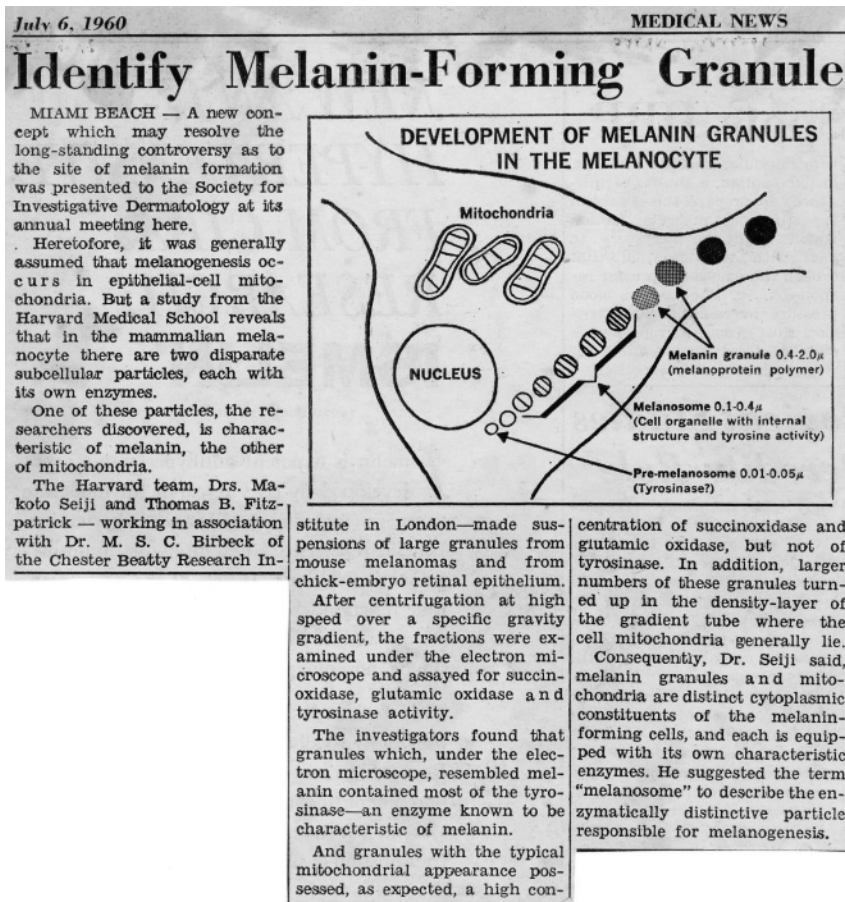 July 6, 1960
MEDICAL NEWS
Identify Melanin-Forming Granule
MIAMI BEACH — A new con-
cept which may resolve the
long-standing controversy as to
the site of melanin formation
was presented to the Society for
Investigative Dermatology at its
annual meeting here.
Heretofore, it was generally
assumed that melanogenesis oc-
curs in epithelial-cell mito-
chondria. But a study from the
Harvard Medical School reveals
that in the mammalian mela-
nocyte there are two disparate
subcellular particles, each with
its own enzymes.
One of these particles, the re-
searchers discovered, is charac-
teristic of melanin, the other
of mitochondria.
The Harvard team, Drs. Ma-
koto Seiji and Thomas B. Fitz-
patrick — working in association
with Dr. M. S. C. Birbeck of
the Chester Beatty Research In-
DEVELOPMENT OF MELANIN GRANULES
IN THE MELANOCYTE
Mitochondria
NUCLEUS
Melanin granule 0.4-2.0μ
(melanoprotein polymer)
Melanosome 0.1-0.4μ
(Cell organelle with internal
structure and tyrosine activity)
Pre-melanosome 0.01-0.05μ
(Tyrosinase?)
stitute in London—made sus-
pensions of large granules from
mouse melanomas and from
chick-embryo retinal epithelium.
After centrifugation at high
speed over a specific gravity
gradient, the fractions were ex-
amined under the electron mi-
croscope and assayed for succin-
oxidase, glutamic oxidase and
tyrosinase activity.
The investigators found that
granules which, under the elec-
tron microscope, resembled mel-
anin contained most of the tyro-
sinase—an enzyme known to be
characteristic of melanin.
And granules with the typical
mitochondrial appearance pos-
sessed, as expected, a high con-
centration of succinoxidase and
glutamic oxidase, but not of
tyrosinase. In addition, larger
numbers of these granules turn-
ed up in the density-layer of
the gradient tube where the
cell mitochondria generally lie.
Consequently, Dr. Seiji said,
melanin granules and mito-
chondria are distinct cytoplasmic
constituents of the melanin-
forming cells, and each is equip-
ped with its own characteristic
enzymes. He suggested the term
"melanosome" to describe the en-
zymatically distinctive particle
responsible for melanogenesis.